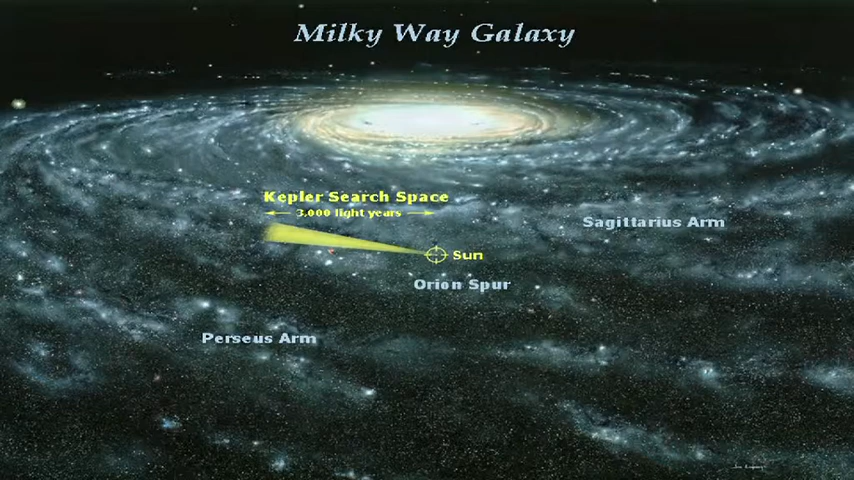 Milky Way Galaxy
Kepler Search Space
3,000 light years
Sagittarius Arm
Sun
Orion Spur
Perseus Arm